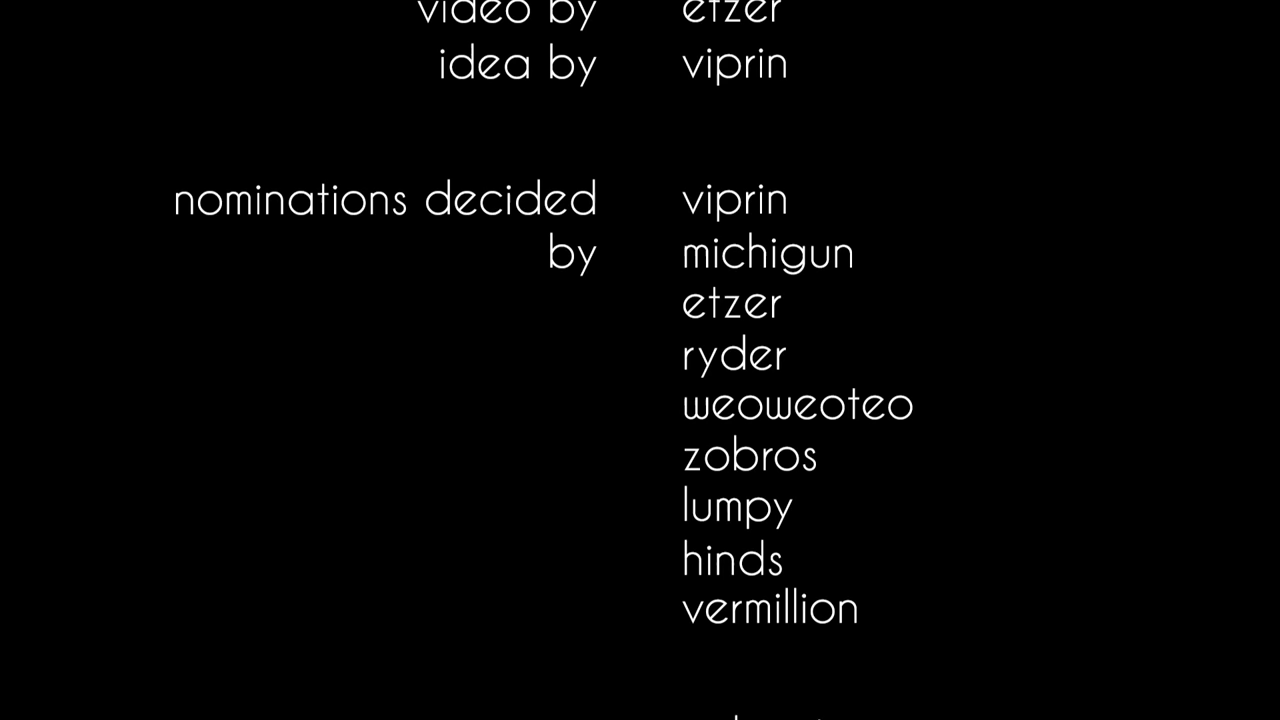 video by etzer
idea by viprin
nominations decided viprin
by michigun
etzer
ryder
weoweoteo
zobros
lumpy
hinds
vermillion